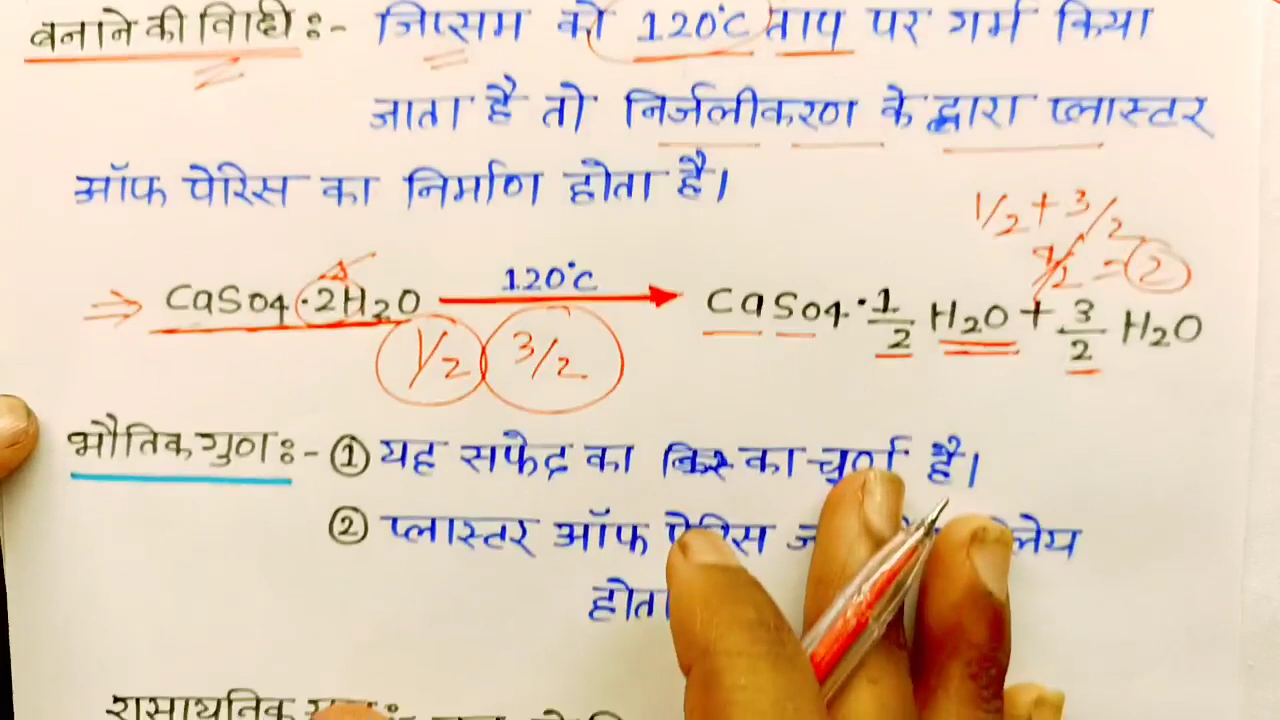 बनाने की विधि :- जिप्सम को 120°C ताप पर गर्म किया
जाता है तो निर्जलीकरण के द्वारा प्लास्टर
ऑफ पेरिस का निर्माण होता है।
1/2 + 3/2
4/2 = 2
⇒ CaSO4·2H2O 120°C → CaSO4·1/2 H2O + 3/2 H2O
1/2 3/2
भौतिक गुण :- ① यह सफेद का का चूर्ण है।
② प्लास्टर ऑफ पेरिस
होता
रासायनिक